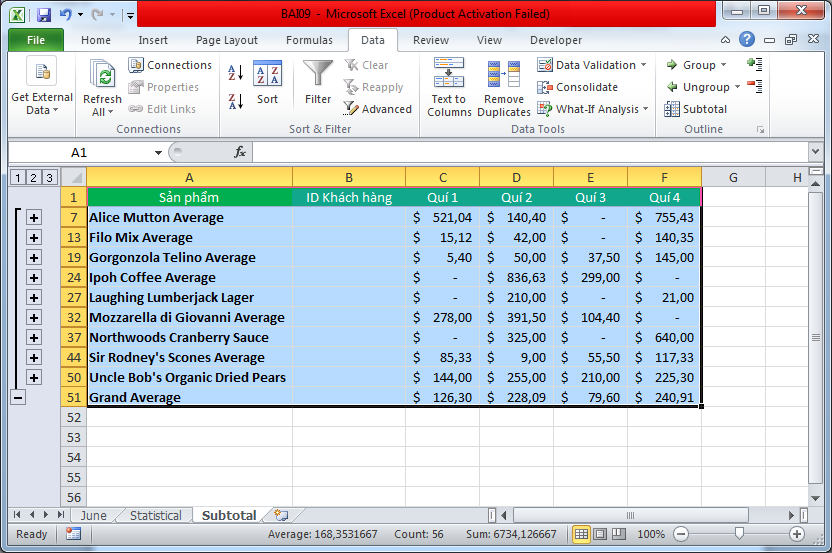 BAI09 - Microsoft Excel (Product Activation Failed)
File Home Insert Page Layout Formulas Data Review View Developer
Get External Data
Refresh All
Connections
Properties
Edit Links
Connections
Sort
Filter
Clear
Reapply
Advanced
Sort & Filter
Text to Columns
Remove Duplicates
Data Validation
Consolidate
What-If Analysis
Data Tools
Group
Ungroup
Subtotal
Outline
A1 fx
1 2 3 A B C D E F G H
1 Sản phẩm ID Khách hàng Quí 1 Quí 2 Quí 3 Quí 4
7 Alice Mutton Average $ 521,04 $ 140,40 $ - $ 755,43
13 Filo Mix Average $ 15,12 $ 42,00 $ - $ 140,35
19 Gorgonzola Telino Average $ 5,40 $ 50,00 $ 37,50 $ 145,00
24 Ipoh Coffee Average $ - $ 836,63 $ 299,00 $ -
27 Laughing Lumberjack Lager $ - $ 210,00 $ - $ 21,00
32 Mozzarella di Giovanni Average $ 278,00 $ 391,50 $ 104,40 $ -
37 Northwoods Cranberry Sauce $ - $ 325,00 $ - $ 640,00
44 Sir Rodney's Scones Average $ 85,33 $ 9,00 $ 55,50 $ 117,33
50 Uncle Bob's Organic Dried Pears $ 144,00 $ 255,00 $ 210,00 $ 225,30
51 Grand Average $ 126,30 $ 228,09 $ 79,60 $ 240,91
52
53
54
55
56
June Statistical Subtotal
Ready Average: 168,3531667 Count: 56 Sum: 6734,126667 100%